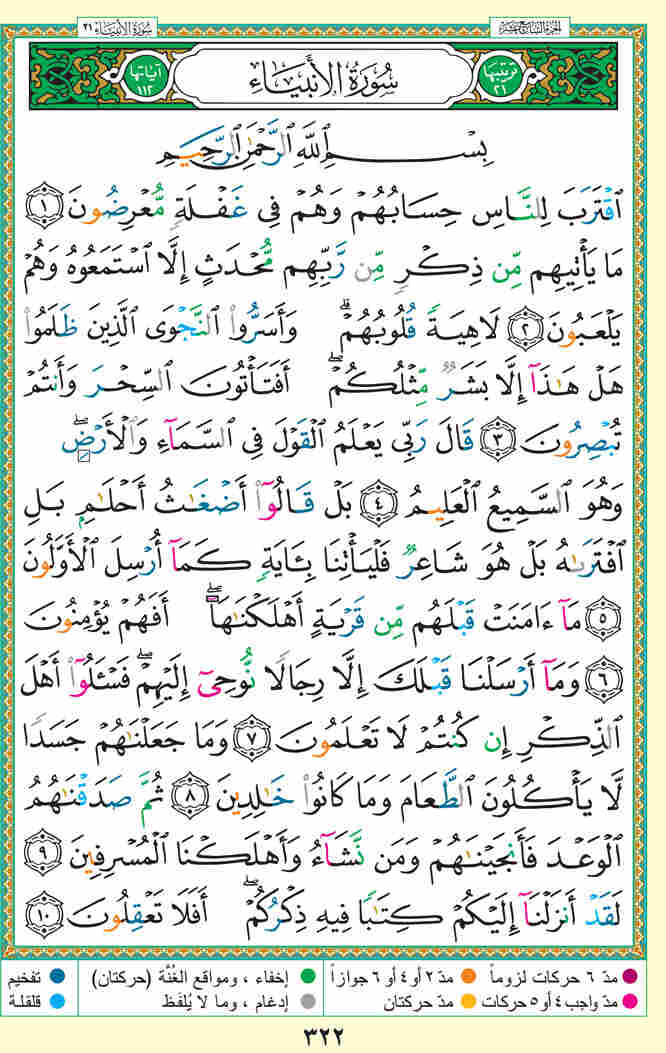 سُورَةُ الأَنبِيَاءِ ٢١
الجزء السابع عشر
ترتيبها ٢١
سُورَةُ الأَنبِيَاءِ
آياتها ١١٢
بِسْمِ ٱللَّهِ ٱلرَّحْمَٰنِ ٱلرَّحِيمِ
ٱقْتَرَبَ لِلنَّاسِ حِسَابُهُمْ وَهُمْ فِى غَفْلَةٍ مُّعْرِضُونَ ١
مَا يَأْتِيهِم مِّن ذِكْرٍ مِّن رَّبِّهِم مُّحْدَثٍ إِلَّا ٱسْتَمَعُوهُ وَهُمْ
يَلْعَبُونَ ٢ لَاهِيَةً قُلُوبُهُمْ ۗ وَأَسَرُّوا۟ ٱلنَّجْوَى ٱلَّذِينَ ظَلَمُوا۟
هَلْ هَٰذَآ إِلَّا بَشَرٌ مِّثْلُكُمْ ۖ أَفَتَأْتُونَ ٱلسِّحْرَ وَأَنتُمْ
تُبْصِرُونَ ٣ قَالَ رَبِّى يَعْلَمُ ٱلْقَوْلَ فِى ٱلسَّمَآءِ وَٱلْأَرْضِ ۖ
وَهُوَ ٱلسَّمِيعُ ٱلْعَلِيمُ ٤ بَلْ قَالُوٓا۟ أَضْغَٰثُ أَحْلَٰمٍ بَلِ
ٱفْتَرَىٰهُ بَلْ هُوَ شَاعِرٌ فَلْيَأْتِنَا بِـَٔايَةٍ كَمَآ أُرْسِلَ ٱلْأَوَّلُونَ
٥ مَآ ءَامَنَتْ قَبْلَهُم مِّن قَرْيَةٍ أَهْلَكْنَٰهَآ ۖ أَفَهُمْ يُؤْمِنُونَ
٦ وَمَآ أَرْسَلْنَا قَبْلَكَ إِلَّا رِجَالًا نُّوحِىٓ إِلَيْهِمْ ۖ فَسْـَٔلُوٓا۟ أَهْلَ
ٱلذِّكْرِ إِن كُنتُمْ لَا تَعْلَمُونَ ٧ وَمَا جَعَلْنَٰهُمْ جَسَدًا
لَّا يَأْكُلُونَ ٱلطَّعَامَ وَمَا كَانُوا۟ خَٰلِدِينَ ٨ ثُمَّ صَدَقْنَٰهُمُ
ٱلْوَعْدَ فَأَنجَيْنَٰهُمْ وَمَن نَّشَآءُ وَأَهْلَكْنَا ٱلْمُسْرِفِينَ ٩
لَقَدْ أَنزَلْنَآ إِلَيْكُمْ كِتَٰبًا فِيهِ ذِكْرُكُمْ ۖ أَفَلَا تَعْقِلُونَ ١٠
مدّ ٦ حركات لزوماً مدّ ٢ أو ٤ أو ٦ جوازاً إخفاء ، ومواقع الغُنَّة (حركتان) تفخيم
مدّ واجب ٤ أو ٥ حركات مدّ حركتان إدغام ، وما لا يُلفَظ قلقلة
٣٢٢